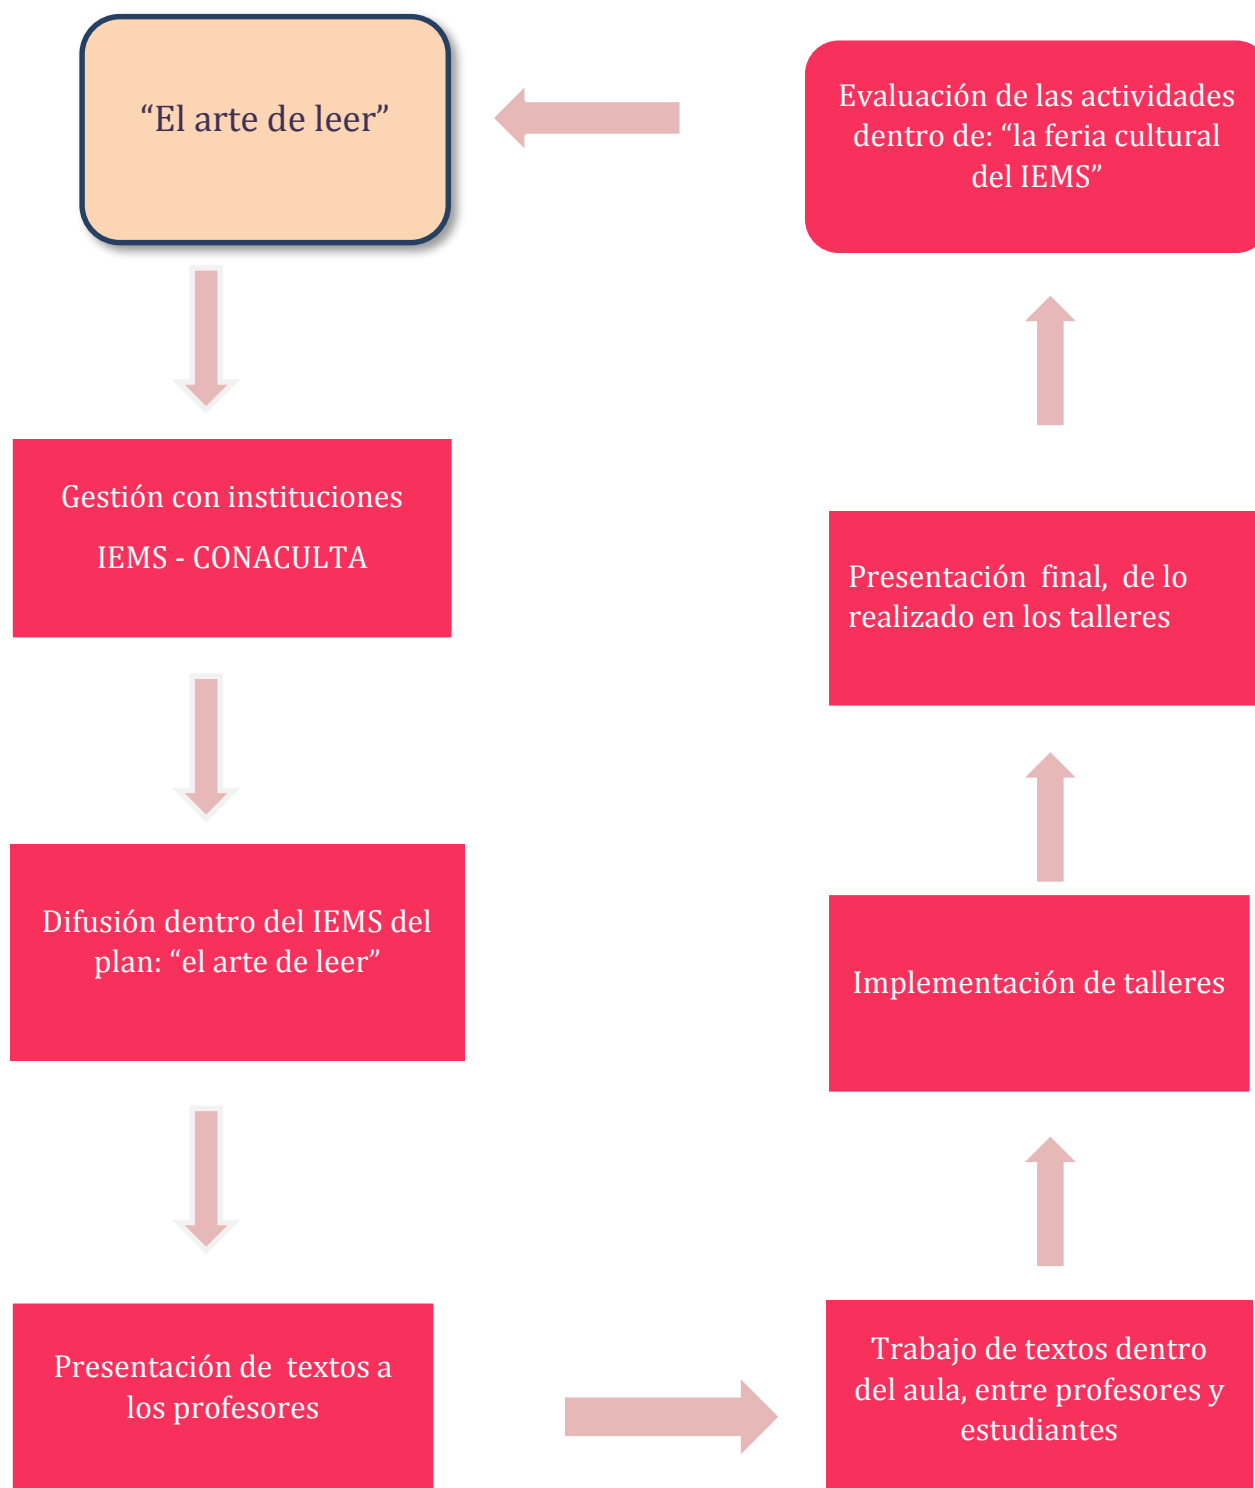 “El arte de leer”
Gestión con instituciones
IEMS - CONACULTA
Difusión dentro del IEMS del
plan: “el arte de leer”
Presentación de textos a
los profesores
Trabajo de textos dentro
del aula, entre profesores y
estudiantes
Implementación de talleres
Presentación final, de lo
realizado en los talleres
Evaluación de las actividades
dentro de: “la feria cultural
del IEMS”